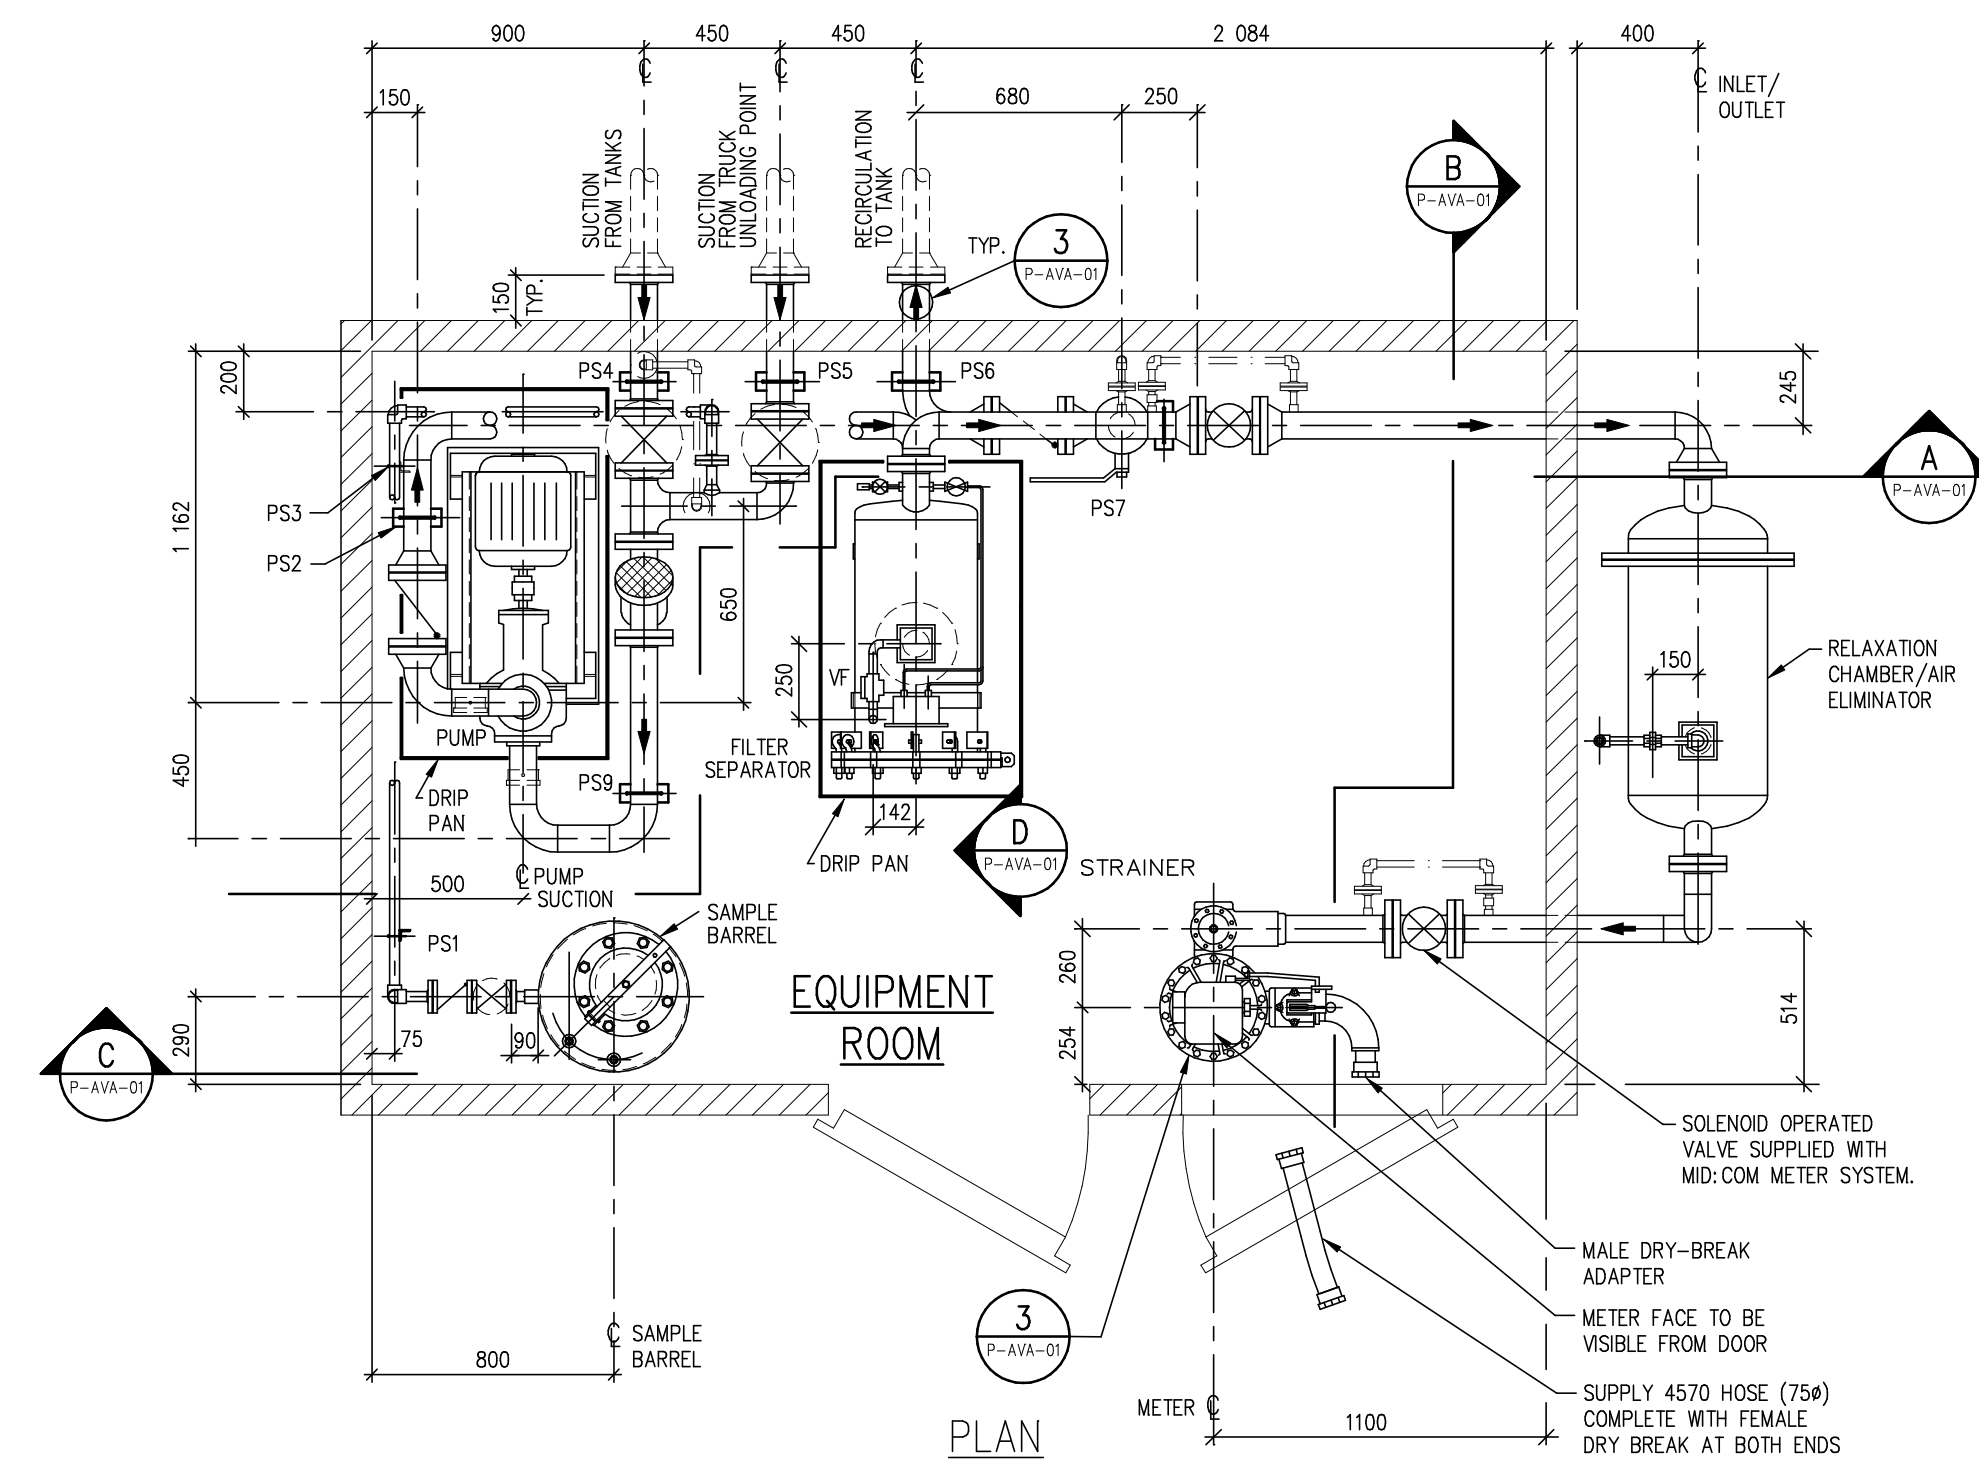 900
450
450
2 084
400
℄
℄
℄
℄ INLET/
OUTLET
150
680
250
SUCTION
FROM TANKS
SUCTION
FROM TRUCK
UNLOADING POINT
RECIRCULATION
TO TANK
TYP.
3
P-AVA-01
B
P-AVA-01
150
TYP.
200
PS4
PS5
PS6
245
A
P-AVA-01
PS3
PS2
PS7
1 162
650
250
VF
150
RELAXATION
CHAMBER/AIR
ELIMINATOR
PUMP
FILTER
SEPARATOR
450
PS9
DRIP
PAN
142
D
P-AVA-01
DRIP PAN
STRAINER
500
℄ PUMP
SUCTION
SAMPLE
BARREL
PS1
EQUIPMENT
ROOM
260
254
514
290
75
90
C
P-AVA-01
SOLENOID OPERATED
VALVE SUPPLIED WITH
MID:COM METER SYSTEM.
MALE DRY-BREAK
ADAPTER
3
P-AVA-01
METER FACE TO BE
VISIBLE FROM DOOR
℄ SAMPLE
BARREL
800
SUPPLY 4570 HOSE (75ø)
COMPLETE WITH FEMALE
DRY BREAK AT BOTH ENDS
METER ℄
1100
PLAN